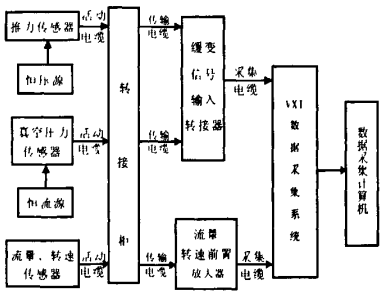 推力传感器
活动
电缆
恒压源
真空压力
传感器
活动
电缆
恒流源
流量、转速
传感器
活动
电缆
转
接
柜
传输
电缆
传输
电缆
传输
电缆
缓变
信号
输入
转接器
流量
转速前置
放大器
采集
电缆
采集
电缆
VXI
数
据
采
集
系
统
数
据
采
集
计
算
机